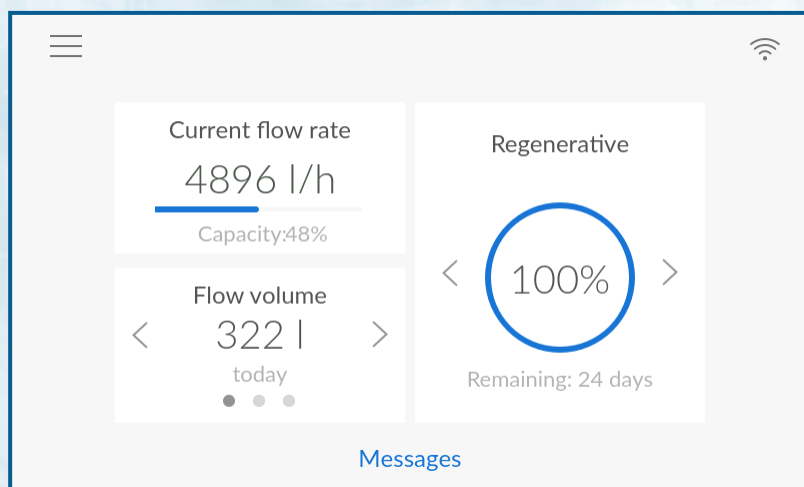 Current flow rate
4896 l/h
Capacity:48%
Flow volume
322 l
today
Regenerative
100%
Remaining: 24 days
Messages